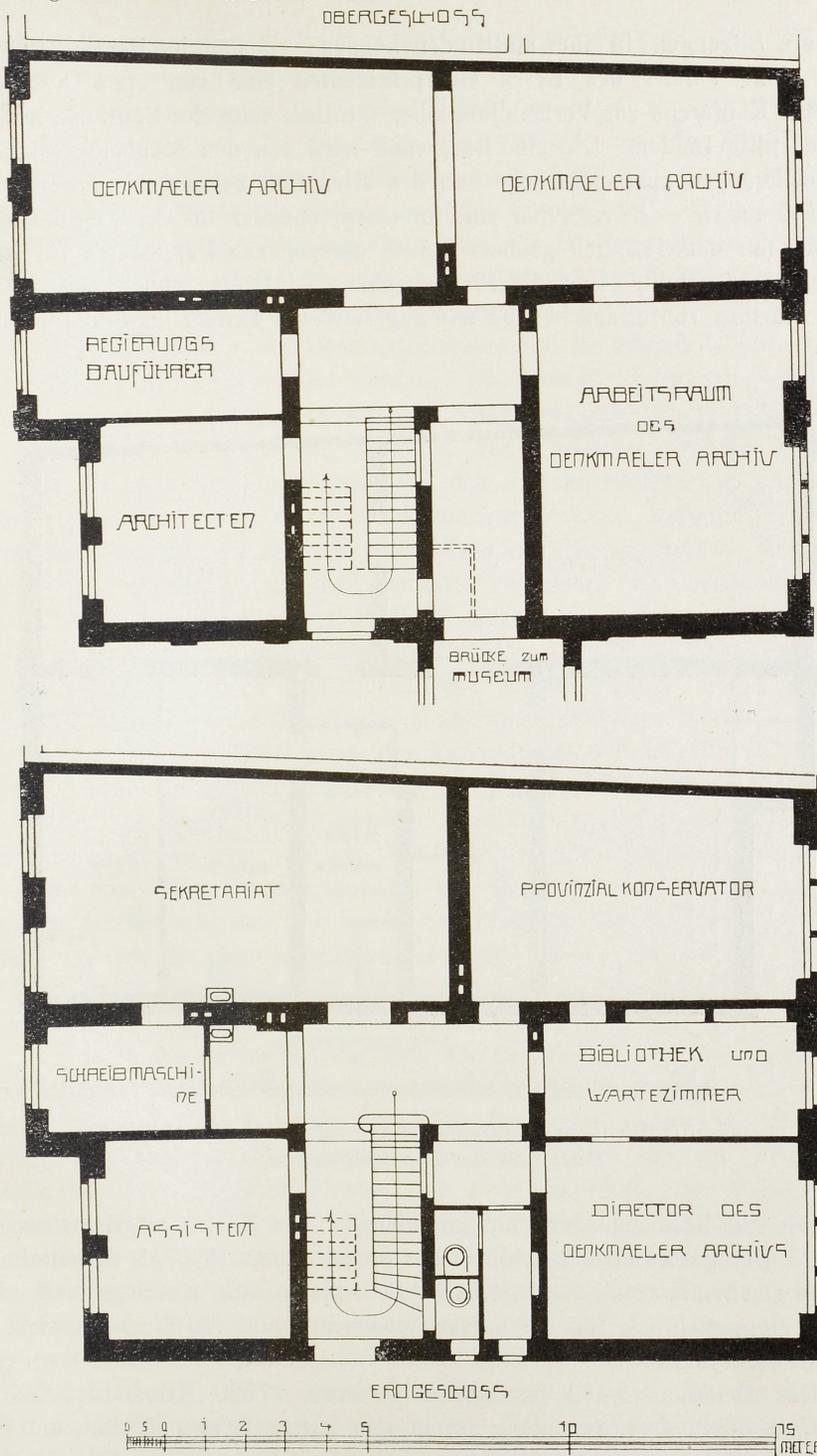 OBERGESCHOSS
DENKMAELER ARCHIV
DENKMAELER ARCHIV
REGIERUNGS
BAUFÜHRER
ARBEITSRAUM
DES
DENKMAELER ARCHIV
ARCHITECTEN
BRÜCKE zum
MUSEUM
SEKRETARIAT
PROVINZIALKONSERVATOR
SCHREIBMASCHI-
NE
BIBLIOTHEK UND
WARTEZIMMER
ASSISTENT
DIRECTOR DES
DENKMAELER ARCHIVS
ERDGESCHOSS
0 5 0 1 2 3 4 5 10 15
METER